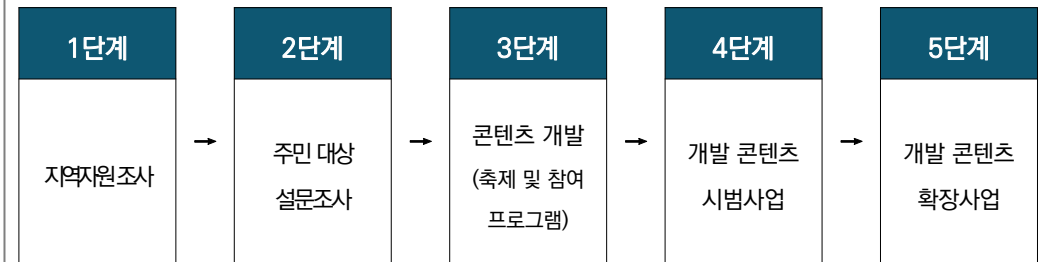 1단계
지역자원 조사
→
2단계
주민 대상
설문조사
→
3단계
콘텐츠 개발
(축제 및 참여
프로그램)
→
4단계
개발 콘텐츠
시범사업
→
5단계
개발 콘텐츠
확장사업